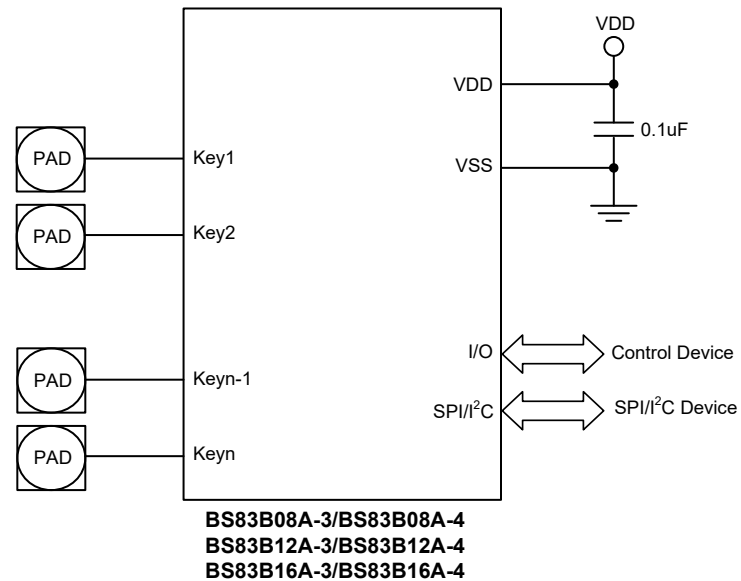 VDD
VDD
0.1uF
VSS
PAD
Key1
PAD
Key2
I/O
Control Device
PAD
Keyn-1
SPI/I²C
SPI/I²C Device
PAD
Keyn
BS83B08A-3/BS83B08A-4
BS83B12A-3/BS83B12A-4
BS83B16A-3/BS83B16A-4